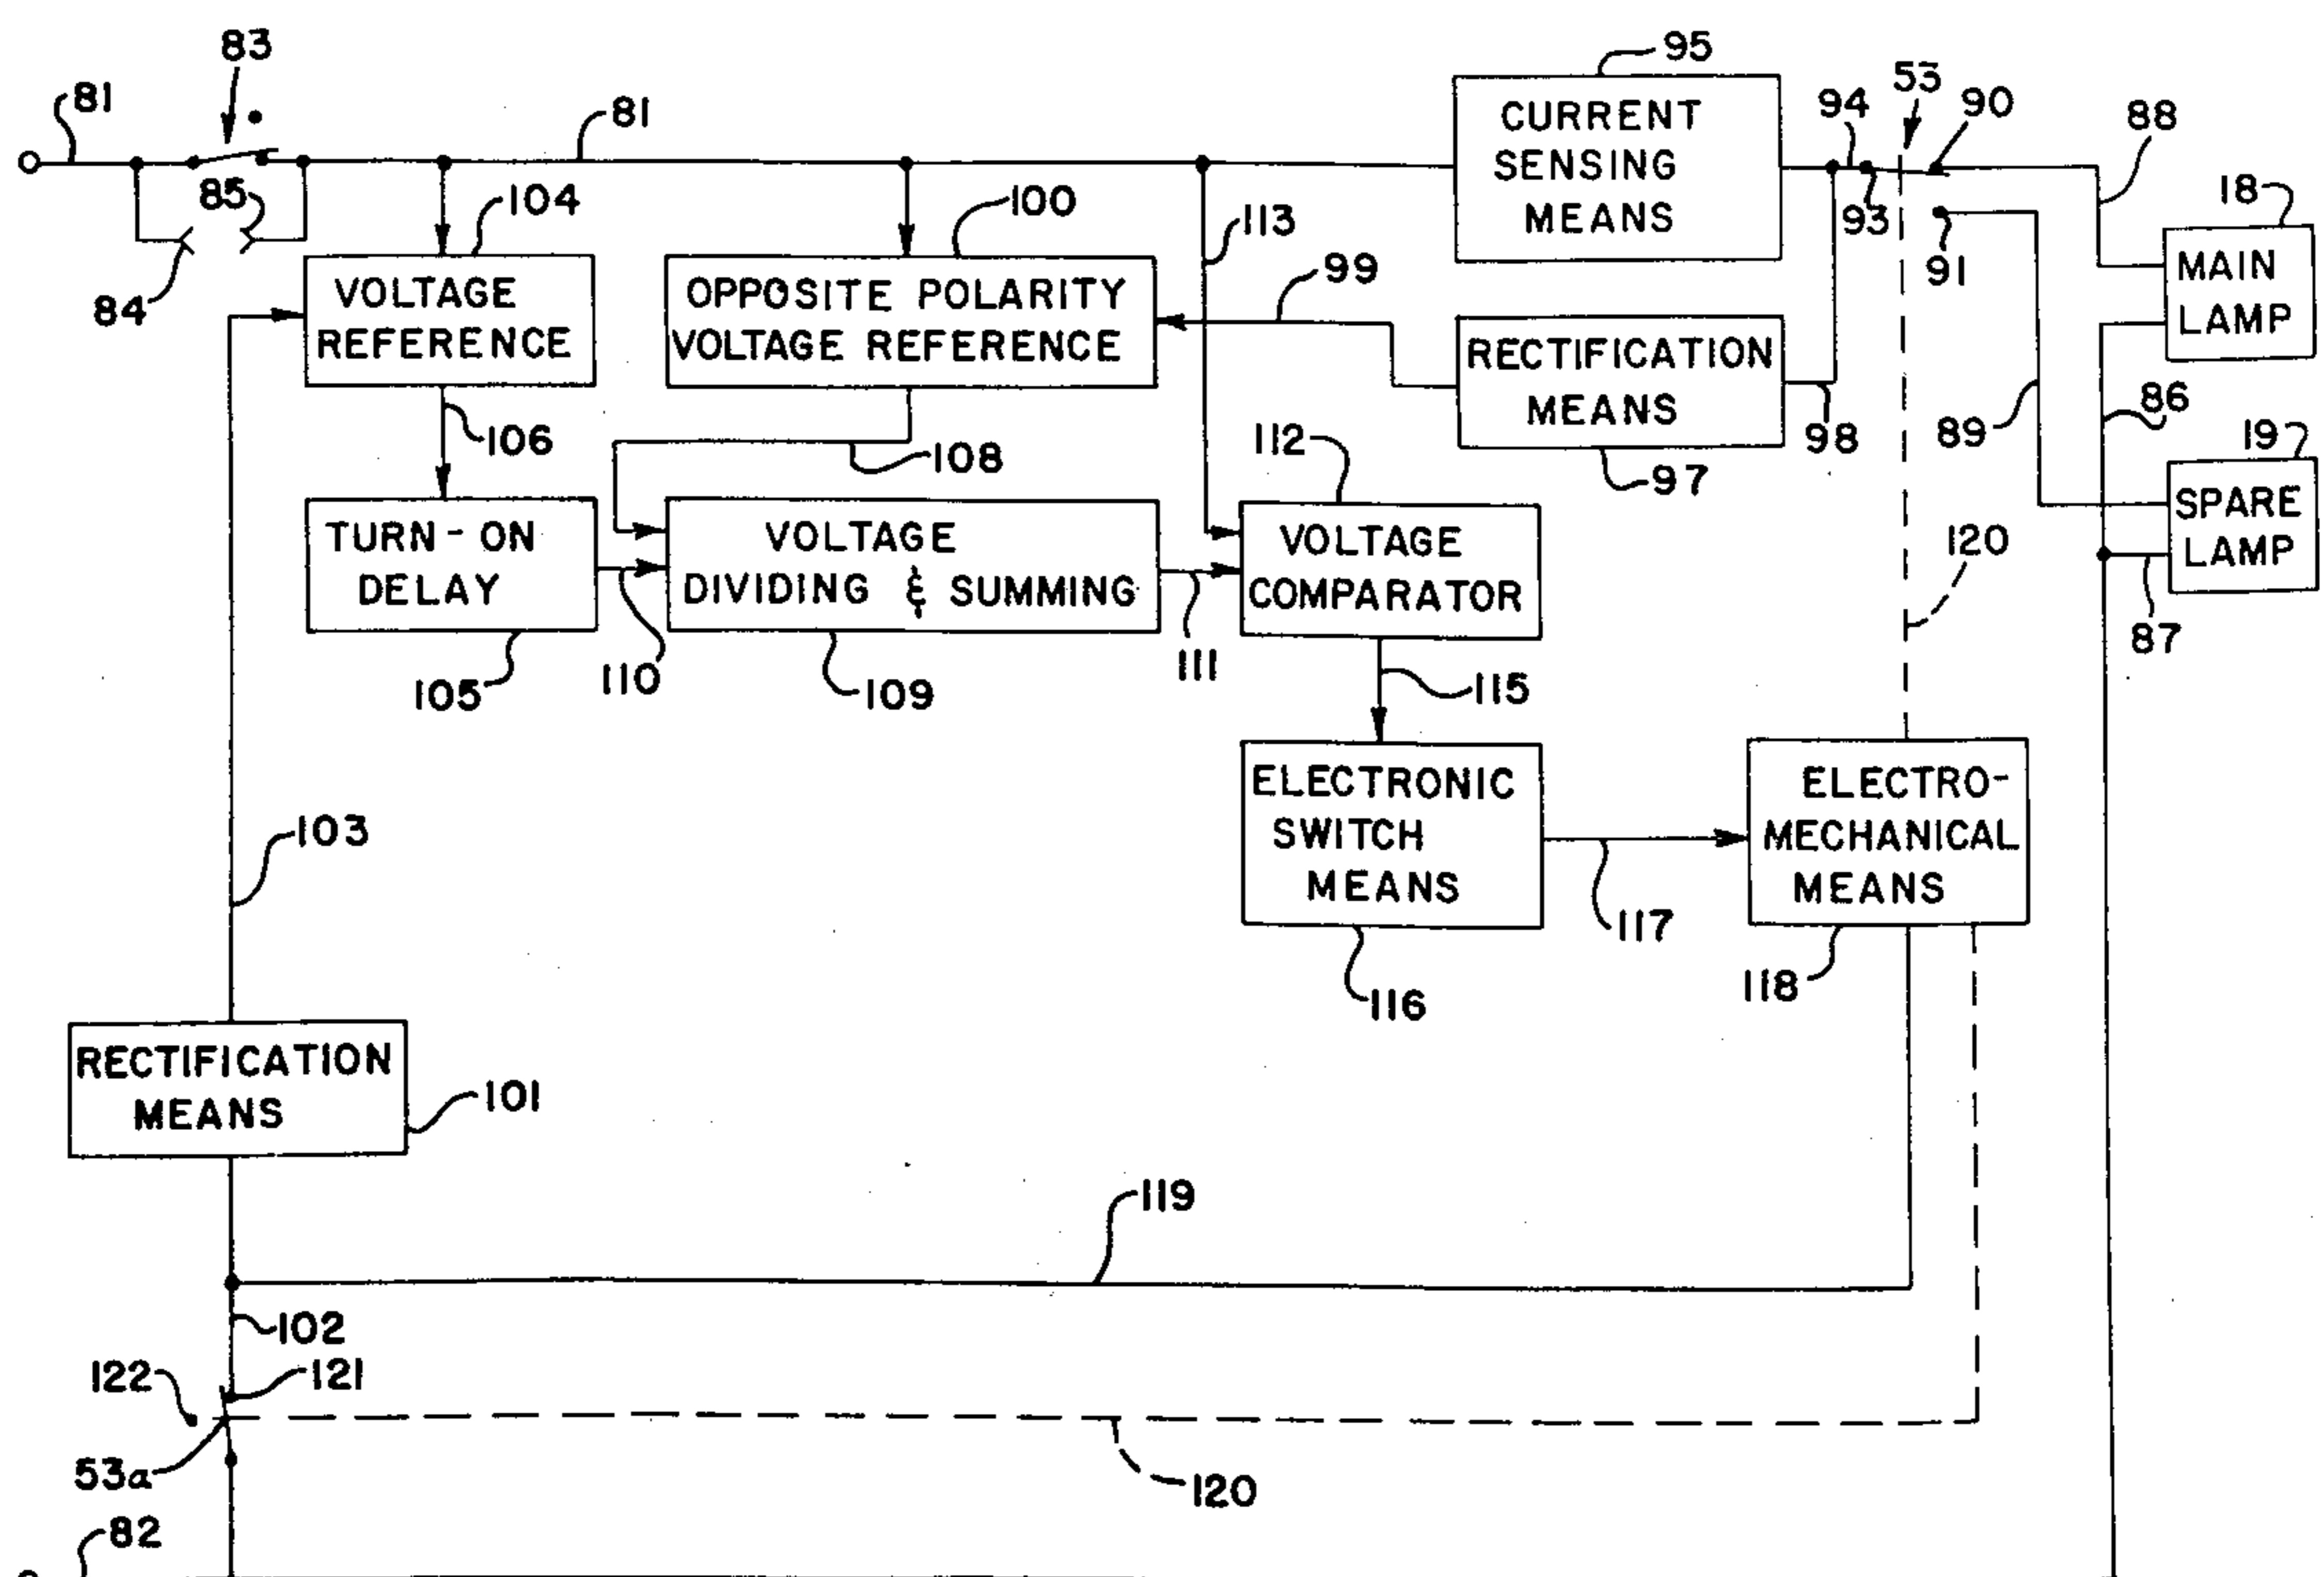 83
95
81
81
94
53
90
88
CURRENT
SENSING
MEANS
18
85
104
100
113
93
91
MAIN
LAMP
84
VOLTAGE
REFERENCE
OPPOSITE POLARITY
VOLTAGE REFERENCE
99
RECTIFICATION
MEANS
86
106
108
112
98
89
19
97
TURN-ON
DELAY
VOLTAGE
DIVIDING & SUMMING
VOLTAGE
COMPARATOR
SPARE
LAMP
120
87
105
110
109
111
115
ELECTRONIC
SWITCH
MEANS
ELECTRO-
MECHANICAL
MEANS
103
117
118
116
RECTIFICATION
MEANS
101
119
102
122
121
53a
120
82